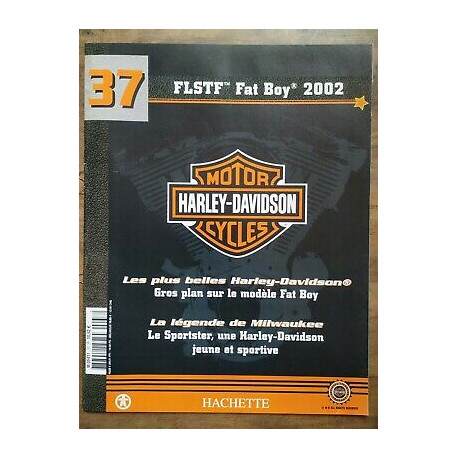 37
FLSTF™ Fat Boy® 2002
MOTOR
HARLEY-DAVIDSON
CYCLES
Les plus belles Harley-Davidson®
Gros plan sur le modèle Fat Boy
La légende de Milwaukee
Le Sportster, une Harley-Davidson
jeune et sportive
HACHETTE